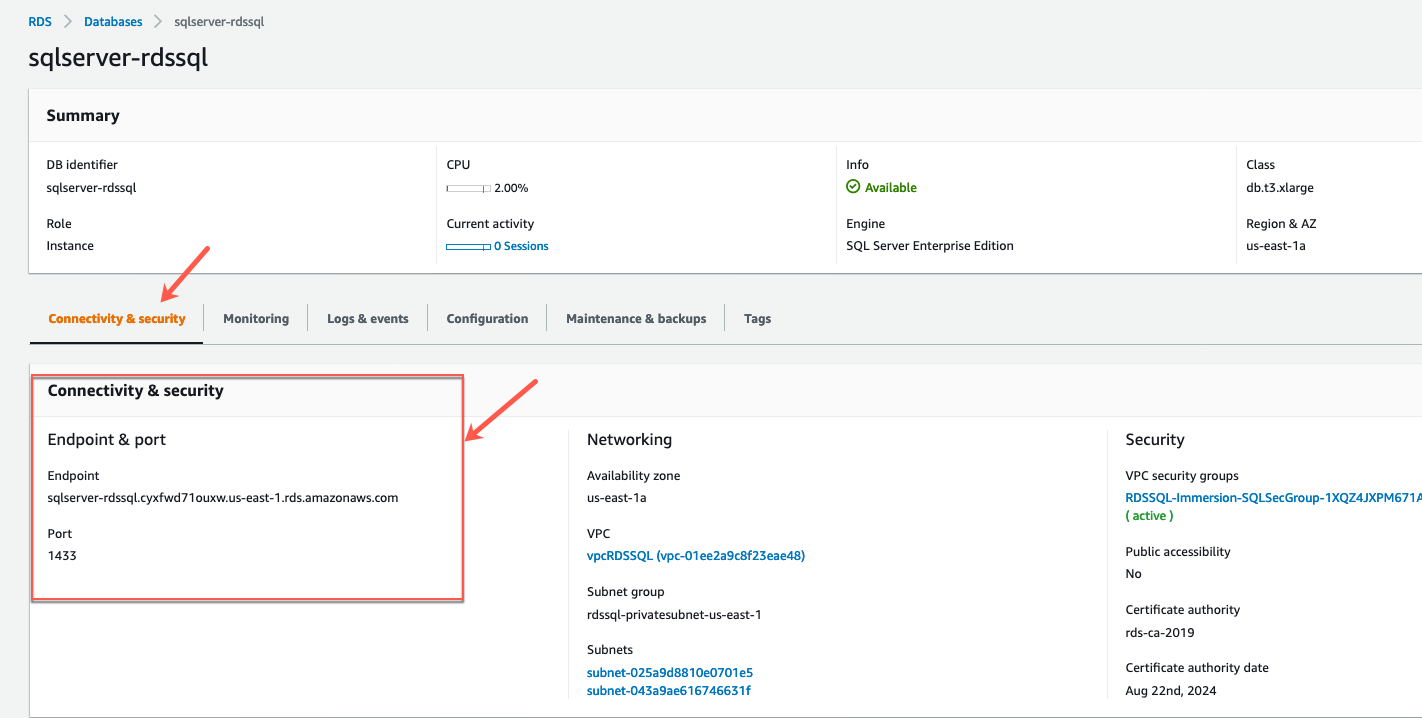 RDS > Databases > sqlserver-rdssql
sqlserver-rdssql
Summary
DB identifier
sqlserver-rdssql
Role
Instance
CPU
2.00%
Current activity
0 Sessions
Info
Available
Engine
SQL Server Enterprise Edition
Class
db.t3.xlarge
Region & AZ
us-east-1a
Connectivity & security
Monitoring
Logs & events
Configuration
Maintenance & backups
Tags
Connectivity & security
Endpoint & port
Endpoint
sqlserver-rdssql.cyxfwd71ouxw.us-east-1.rds.amazonaws.com
Port
1433
Networking
Availability zone
us-east-1a
VPC
vpcRDSSQL (vpc-01ee2a9c8f23eae48)
Subnet group
rdssql-privatesubnet-us-east-1
Subnets
subnet-025a9d8810e0701e5
subnet-043a9ae616746631f
Security
VPC security groups
RDSSQL-Immersion-SQLSecGroup-1XQZ4JXPM671A
( active )
Public accessibility
No
Certificate authority
rds-ca-2019
Certificate authority date
Aug 22nd, 2024